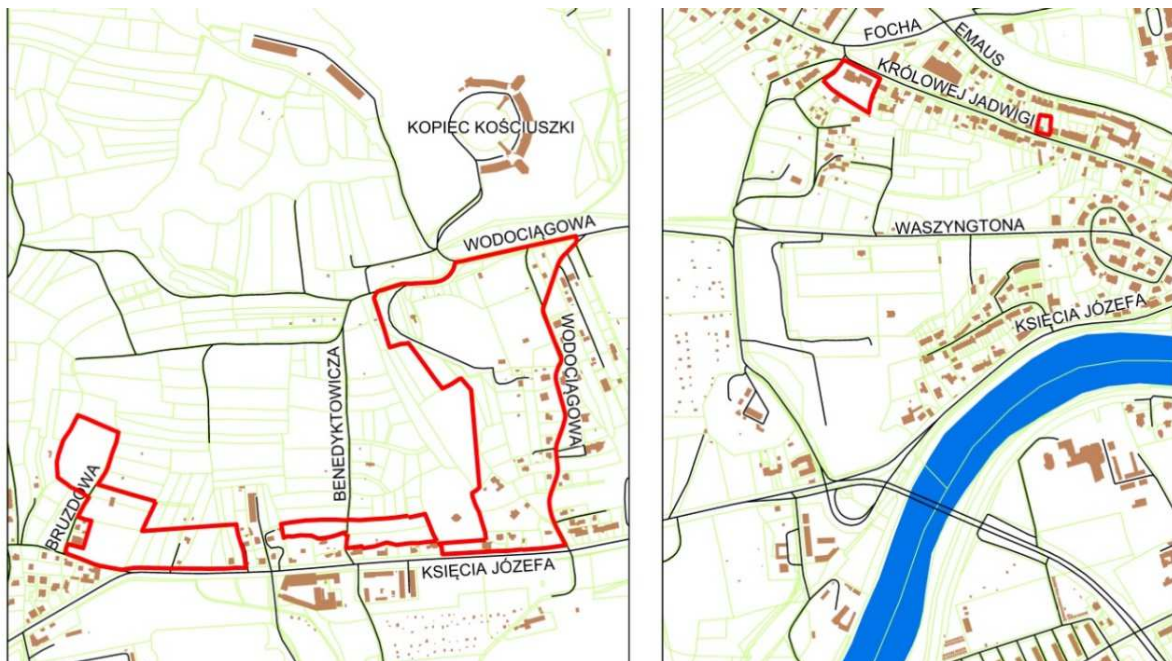 KOPIEC KOŚCIUSZKI
WODOCIĄGOWA
WODOCIĄGOWA
BENEDYKTOWICZA
BRUZDOWA
KSIĘCIA JÓZEFA
FOCHA
EMAUS
KRÓLOWEJ JADWIGI
WASZYNGTONA
KSIĘCIA JÓZEFA